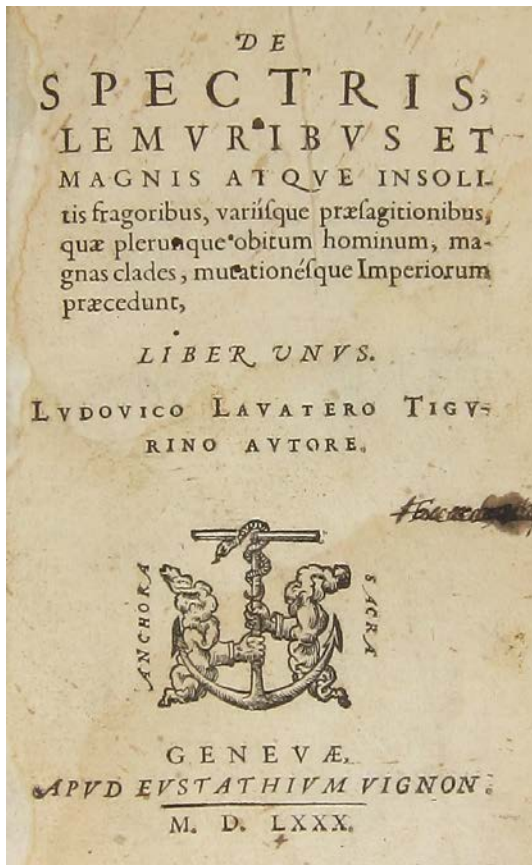 DE
SPECTRIS,
LEMVRIBVS ET
MAGNIS ATQVE INSOLI-
tis fragoribus, variiſque præſagitionibus,
quæ plerunque obitum hominum, ma-
gnas clades, mutationéſque Imperiorum
præcedunt,
LIBER VNVS.
LVDOVICO LAVATERO TIGV-
RINO AVTORE.
ANCHORA
SACRA
GENEVÆ,
APVD EVSTATHIVM VIGNON.
M. D. LXXX.